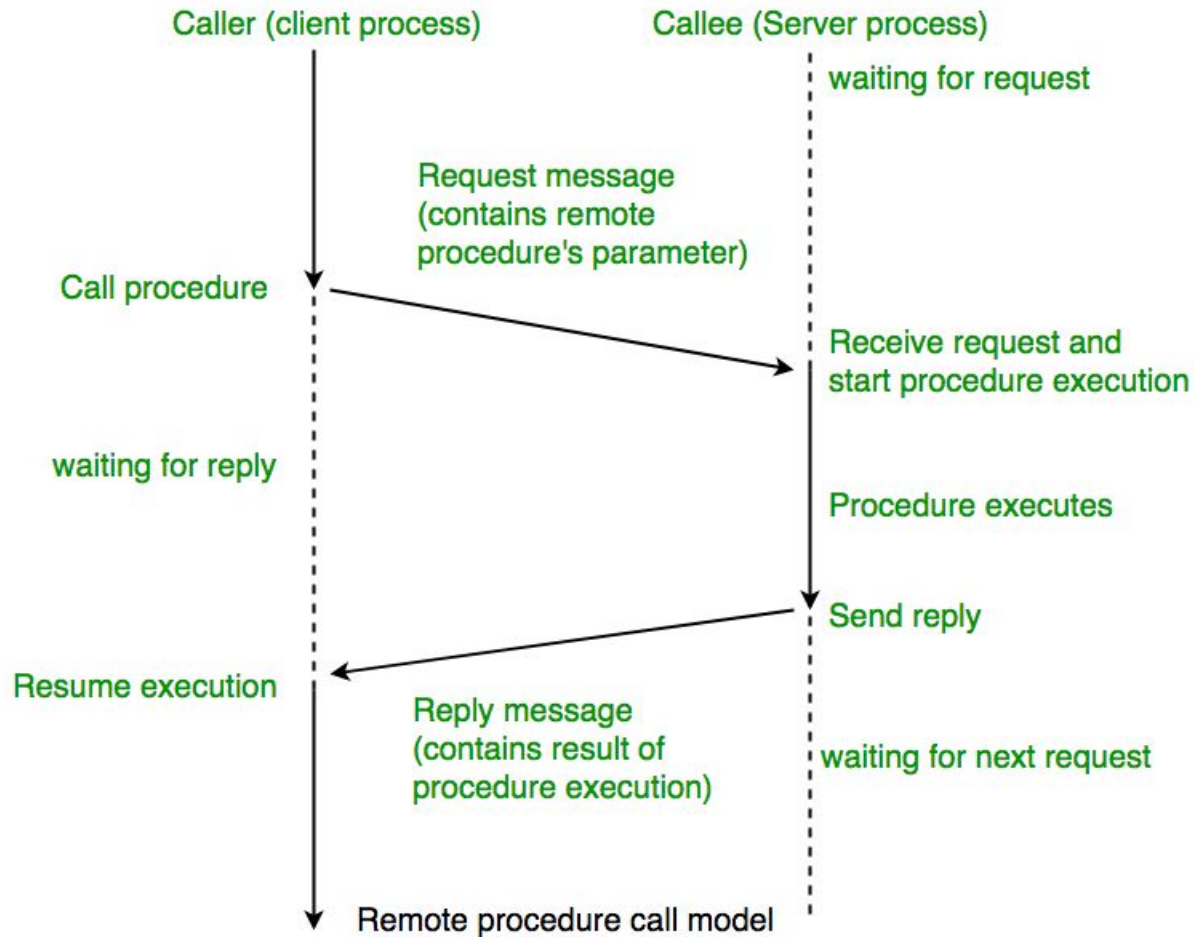 Caller (client process)
Callee (Server process)
waiting for request
Request message
(contains remote
procedure's parameter)
Call procedure
Receive request and
start procedure execution
waiting for reply
Procedure executes
Send reply
Resume execution
Reply message
(contains result of
procedure execution)
waiting for next request
Remote procedure call model